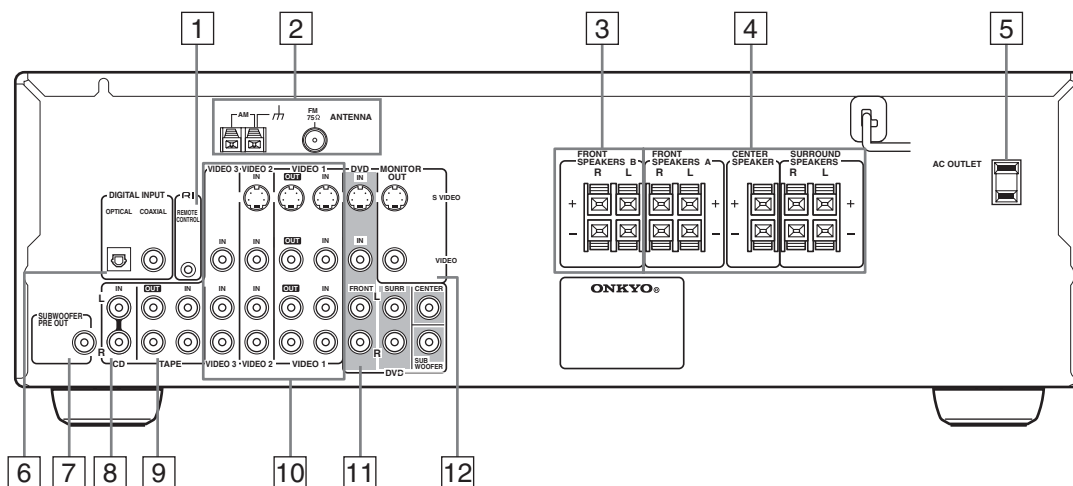 1 2 3 4 5
AM
FM
75Ω
ANTENNA
FRONT
SPEAKERS B
R L
FRONT
SPEAKERS A
R L
CENTER
SPEAKER
SURROUND
SPEAKERS
R L
AC OUTLET
+ + + +
– – – –
VIDEO 3 VIDEO 2 VIDEO 1 DVD MONITOR
OUT
IN OUT IN IN
S VIDEO
DIGITAL INPUT
OPTICAL COAXIAL
RI
REMOTE
CONTROL
IN IN OUT IN IN
VIDEO
ONKYO®
SUBWOOFER
PRE OUT
L
R
IN OUT IN IN IN OUT IN
FRONT L SURR CENTER
R
SUB
WOOFER
CD TAPE VIDEO 3 VIDEO 2 VIDEO 1 DVD
6 7 8 9 10 11 12